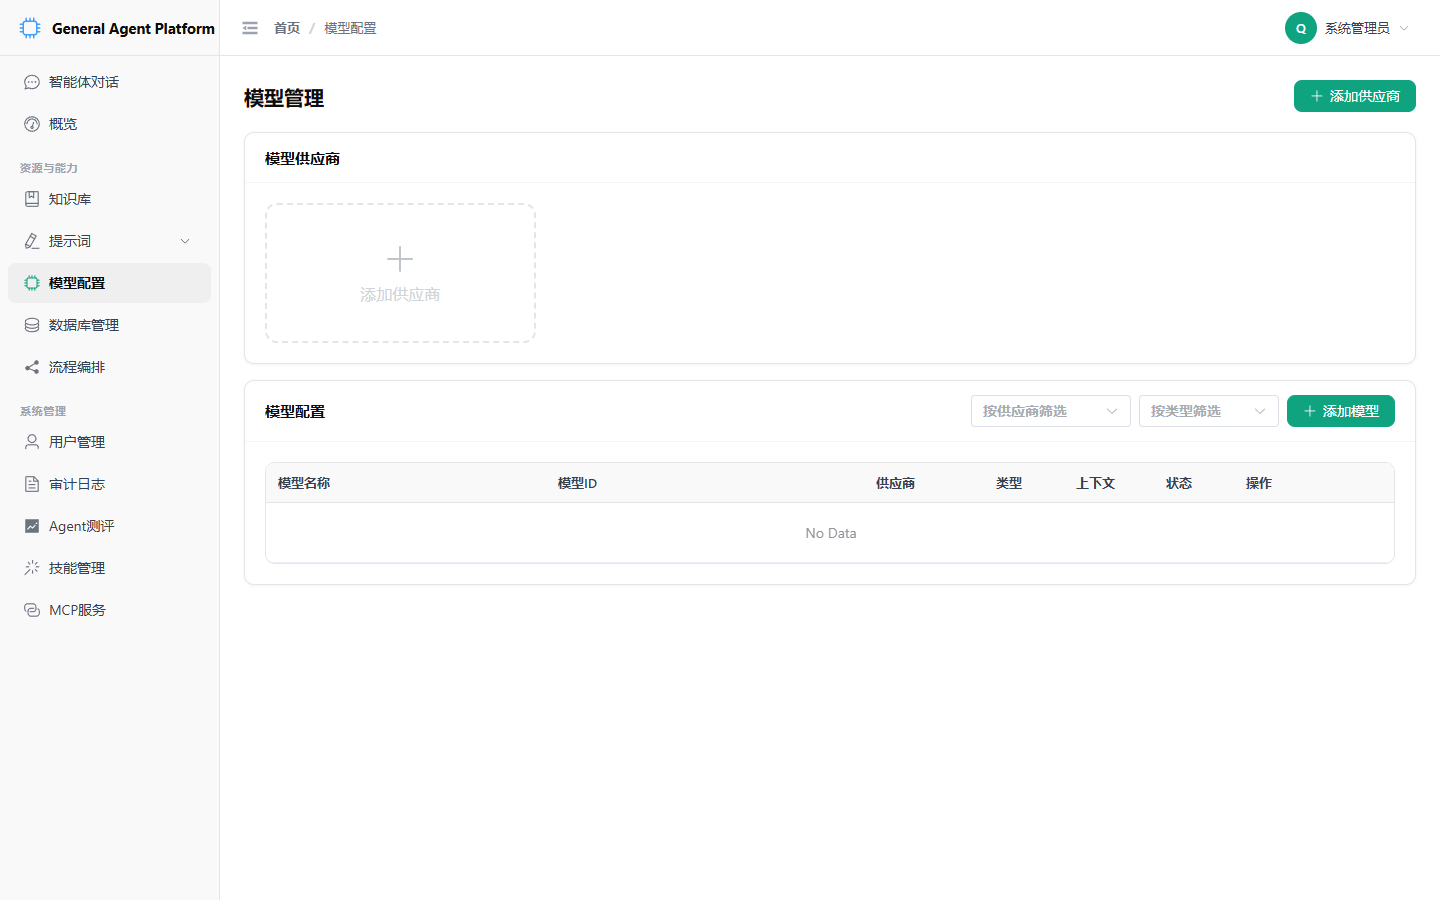 General Agent Platform
首页 / 模型配置
Q 系统管理员
智能体对话
概览
资源与能力
知识库
提示词
模型配置
数据库管理
流程编排
系统管理
用户管理
审计日志
Agent测评
技能管理
MCP服务
模型管理
添加供应商
模型供应商
添加供应商
模型配置
按供应商筛选 按类型筛选 添加模型
模型名称 模型ID 供应商 类型 上下文 状态 操作
No Data